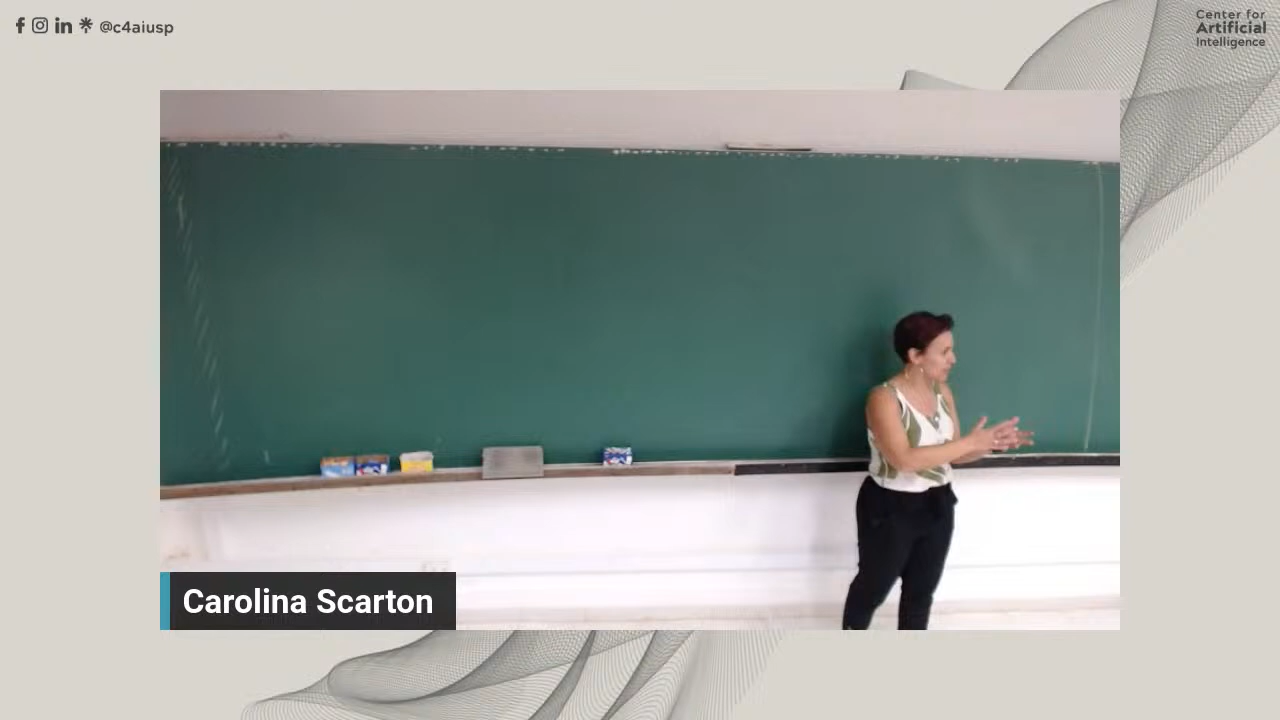 @c4aiusp
Center for
Artificial
Intelligence
Carolina Scarton